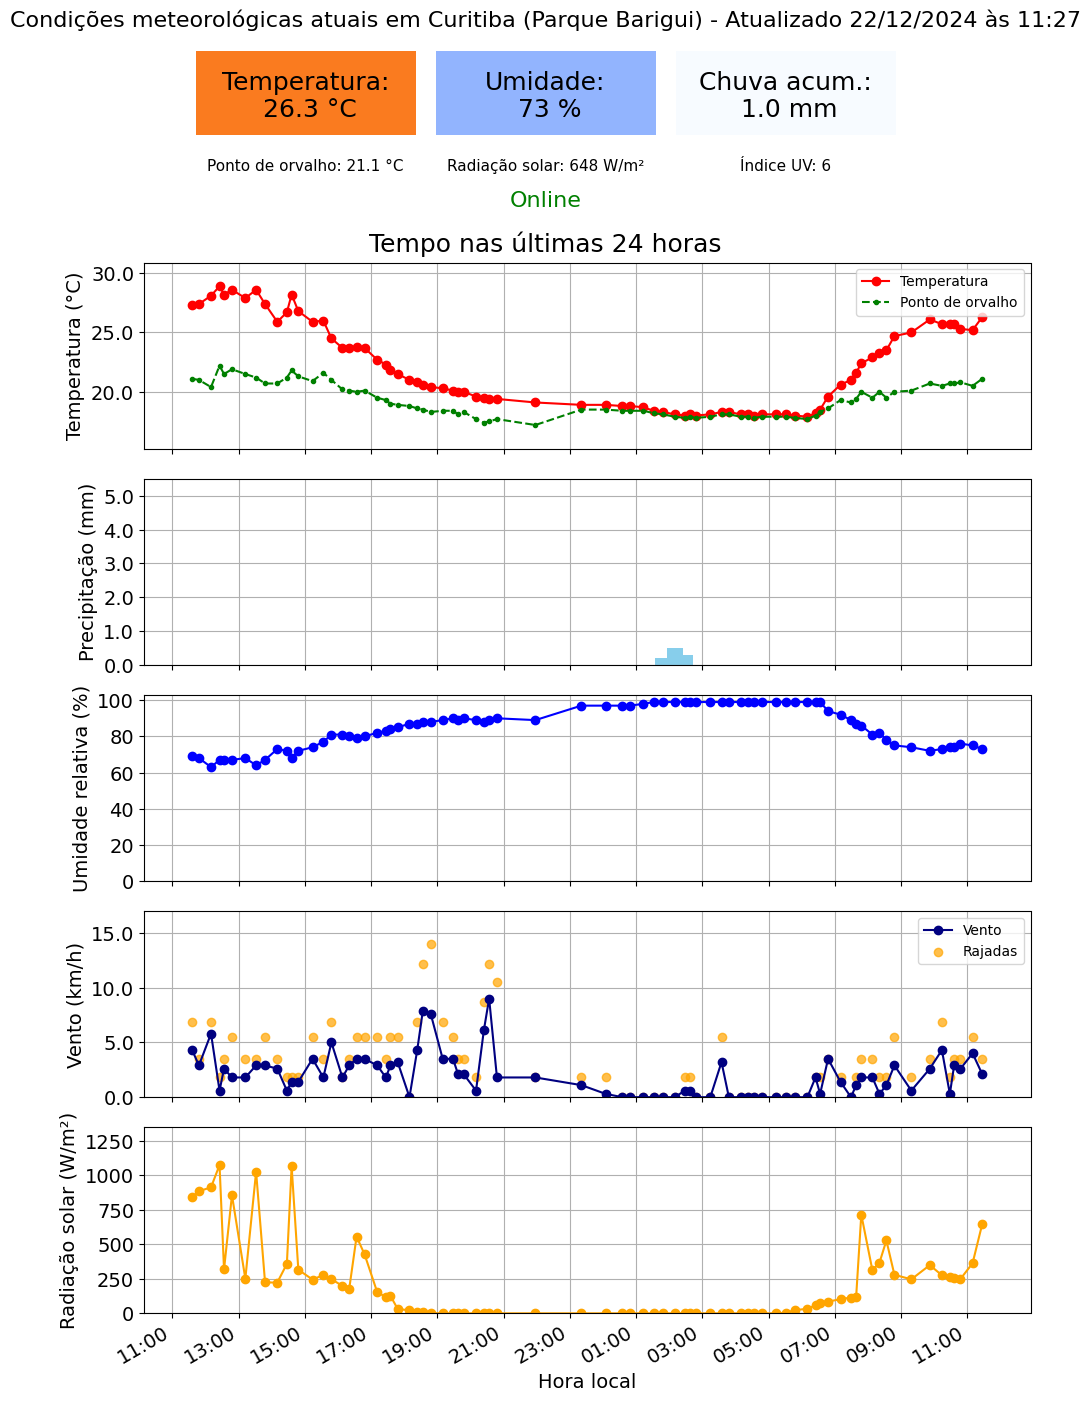 Condições meteorológicas atuais em Curitiba (Parque Barigui) - Atualizado 22/12/2024 às 11:27
Temperatura:
26.3 °C
Umidade:
73 %
Chuva acum.:
1.0 mm
Ponto de orvalho: 21.1 °C
Radiação solar: 648 W/m²
Índice UV: 6
Online
Tempo nas últimas 24 horas
Temperatura (°C)
30.0
25.0
20.0
Temperatura
Ponto de orvalho
Precipitação (mm)
5.0
4.0
3.0
2.0
1.0
0.0
Umidade relativa (%)
100
80
60
40
20
0
Vento (km/h)
15.0
10.0
5.0
0.0
Vento
Rajadas
Radiação solar (W/m²)
1250
1000
750
500
250
0
11:00
13:00
15:00
17:00
19:00
21:00
23:00
01:00
03:00
05:00
07:00
09:00
11:00
Hora local